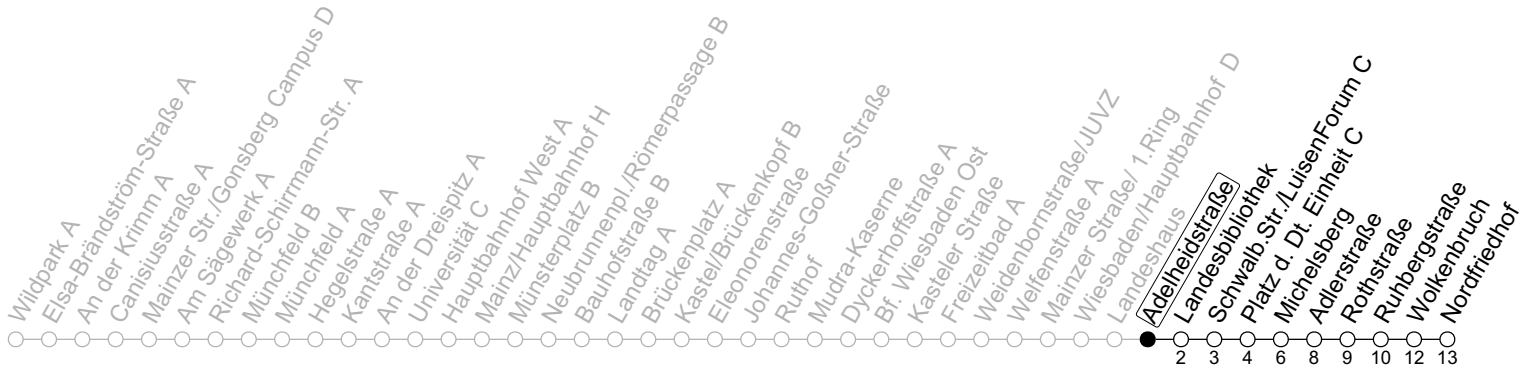 Wildpark A
Elsa-Brändström-Straße A
An der Krimm A
Canisiusstraße A
Mainzer Str./Gonsberg Campus D
Am Sägewerk A
Richard-Schirrmann-Str. A
Münchfeld B
Münchfeld A
Hegelstraße A
Kantstraße A
An der Dreispitz A
Universität C
Hauptbahnhof West A
Mainz/Hauptbahnhof H
Münsterplatz B
Neubrunnenpl./Römerpassage B
Bauhofstraße B
Landtag A
Brückenplatz A
Kastel/Brückenkopf B
Eleonorenstraße
Johannes-Goßner-Straße
Ruthof
Mudra-Kaserne
Dyckerhoffstraße A
Bf. Wiesbaden Ost
Kasteler Straße
Freizeitbad A
Weidenbornstraße/JUVZ
Welfenstraße A
Mainzer Straße/ 1.Ring
Wiesbaden/Hauptbahnhof D
Landeshaus
Adelheidstraße
Landesbibliothek
Schwalb.Str./LuisenForum C
Platz d. Dt. Einheit C
Michelsberg
Adlerstraße
Rothstraße
Ruhbergstraße
Wolkenbruch
Nordfriedhof
2 3 4 6 8 9 10 12 13